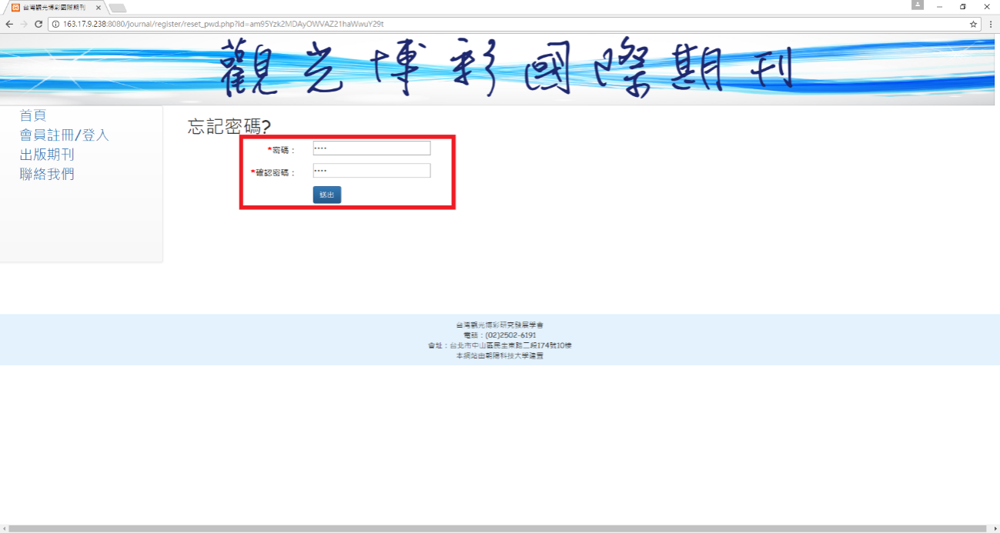 台灣觀光博彩國際期刊
163.17.9.238:8080/journal/register/reset_pwd.php?id=am95Yzk2MDAyOWVAZ21haWwuY29t
觀光博彩國際期刊
首頁
會員註冊/登入
出版期刊
聯絡我們
忘記密碼?
*密碼：
*確認密碼：
送出
台灣觀光博彩研究發展學會
電話：(02)2502-6191
會址：台北市中山區民生東路二段174號10樓
本網站由朝陽科技大學建置